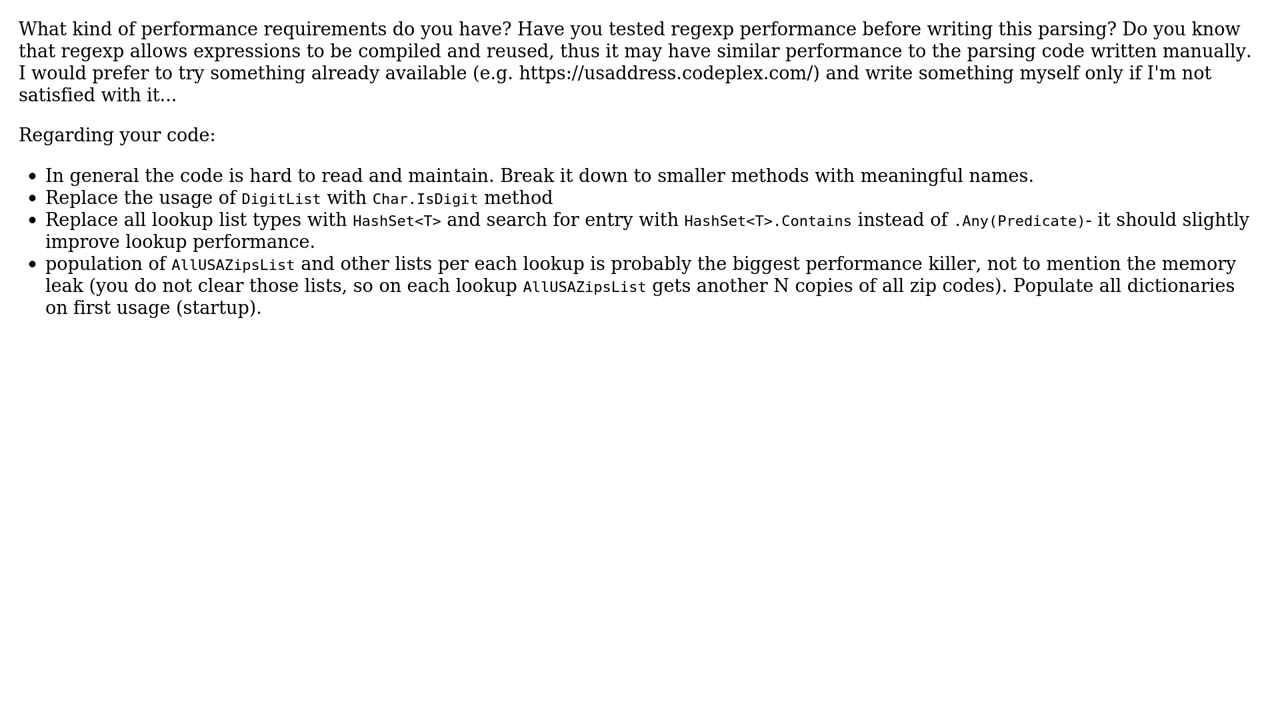 What kind of performance requirements do you have? Have you tested regexp performance before writing this parsing? Do you know
that regexp allows expressions to be compiled and reused, thus it may have similar performance to the parsing code written manually.
I would prefer to try something already available (e.g. https://usaddress.codeplex.com/) and write something myself only if I'm not
satisfied with it...
Regarding your code:
• In general the code is hard to read and maintain. Break it down to smaller methods with meaningful names.
• Replace the usage of DigitList with Char.IsDigit method
• Replace all lookup list types with HashSet<T> and search for entry with HashSet<T>.Contains instead of .Any(Predicate)- it should slightly
improve lookup performance.
• population of AllUSAZipsList and other lists per each lookup is probably the biggest performance killer, not to mention the memory
leak (you do not clear those lists, so on each lookup AllUSAZipsList gets another N copies of all zip codes). Populate all dictionaries
on first usage (startup).